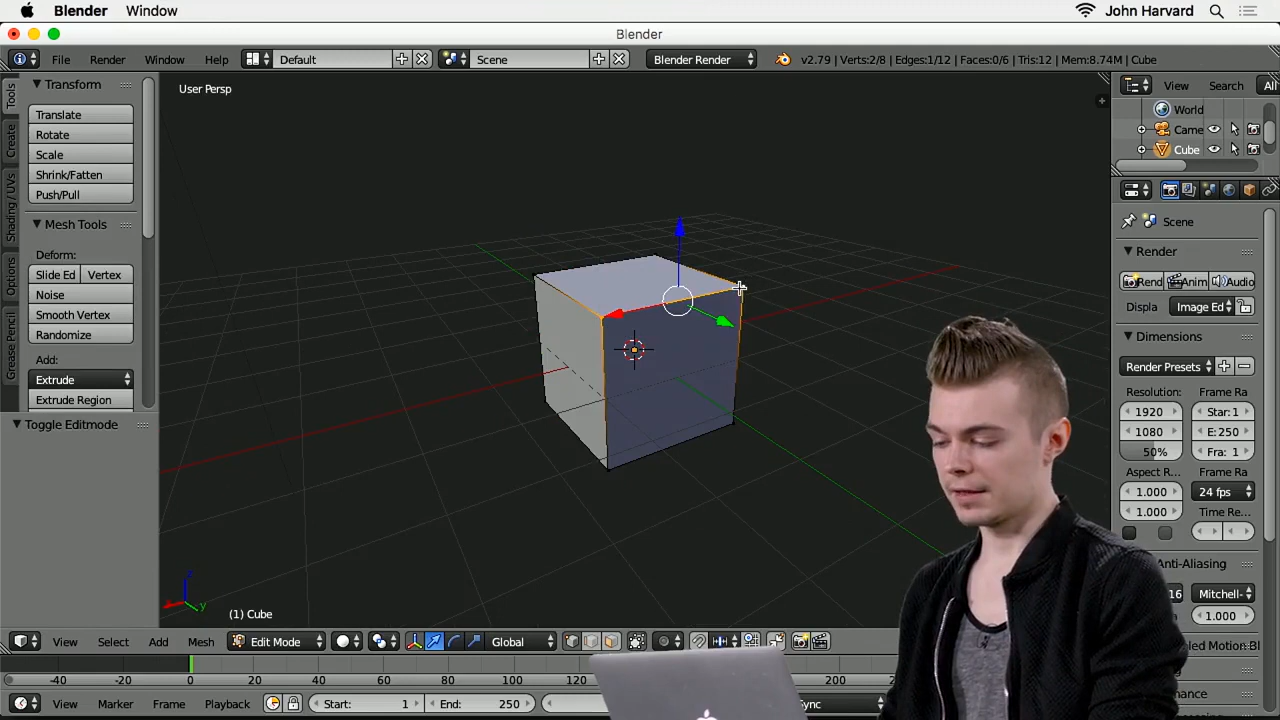 Blender Window John Harvard
Blender
File Render Window Help Default Scene Blender Render v2.79 | Verts:2/8 | Edges:1/12 | Faces:0/6 | Tris:12 | Mem:8.74M | Cube
Transform
Translate
Rotate
Scale
Shrink/Fatten
Push/Pull
Mesh Tools
Deform:
Slide Ed Vertex
Noise
Smooth Vertex
Randomize
Add:
Extrude
Extrude Region
Toggle Editmode
Tools
Create
Shading / UVs
Options
Grease Pencil
User Persp
z
x
y
(1) Cube
View Select Add Mesh Edit Mode Global
-40 -20 0 20 40 60 80 100 120 200
View Marker Frame Playback Start: 1 End: 250 Sync
View Search All
World
Came
Cube
Scene
Render
Rend Anim Audio
Displa Image Ed
Dimensions
Render Presets
Resolution: Frame Ra
1920 Star: 1
1080 E: 250
50% Fra: 1
Aspect R... Frame Ra
1.000 24 fps
1.000 Time Re...
Anti-Aliasing
16 Mitchell-
1.000
led Motion Bl